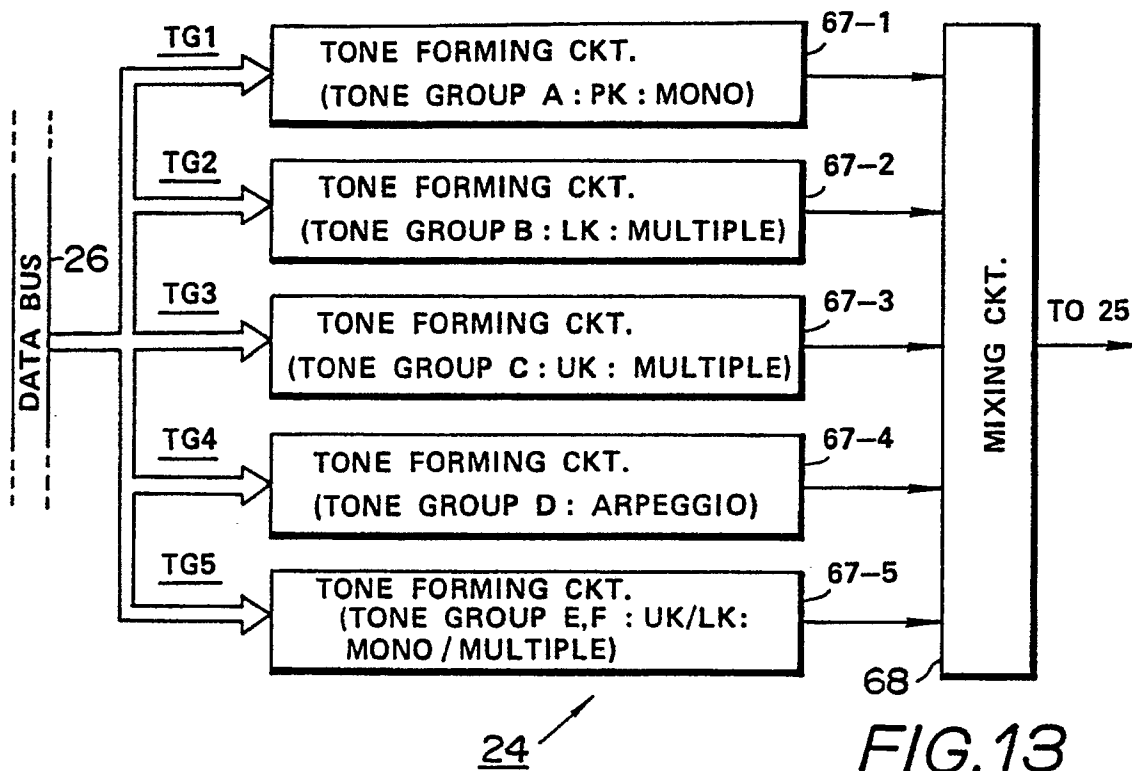 TG1
TONE FORMING CKT.
(TONE GROUP A : PK : MONO)
67-1
TG2
TONE FORMING CKT.
(TONE GROUP B : LK : MULTIPLE)
67-2
DATA BUS
26
TG3
TONE FORMING CKT.
(TONE GROUP C : UK : MULTIPLE)
67-3
MIXING CKT.
TO 25
TG4
TONE FORMING CKT.
(TONE GROUP D : ARPEGGIO)
67-4
TG5
TONE FORMING CKT.
(TONE GROUP E,F : UK/LK:
MONO / MULTIPLE)
67-5
68
24
FIG.13